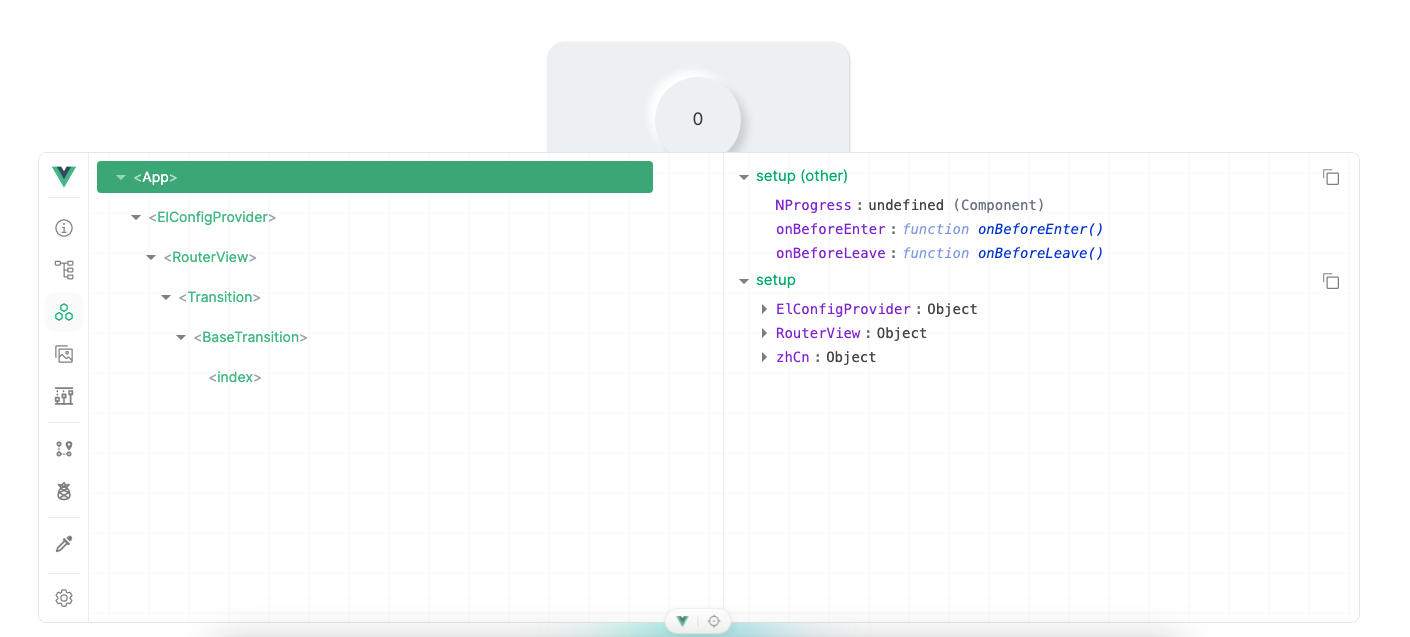 0
<App>
<ElConfigProvider>
<RouterView>
<Transition>
<BaseTransition>
<index>
setup (other)
NProgress : undefined (Component)
onBeforeEnter : function onBeforeEnter()
onBeforeLeave : function onBeforeLeave()
setup
ElConfigProvider : Object
RouterView : Object
zhCn : Object